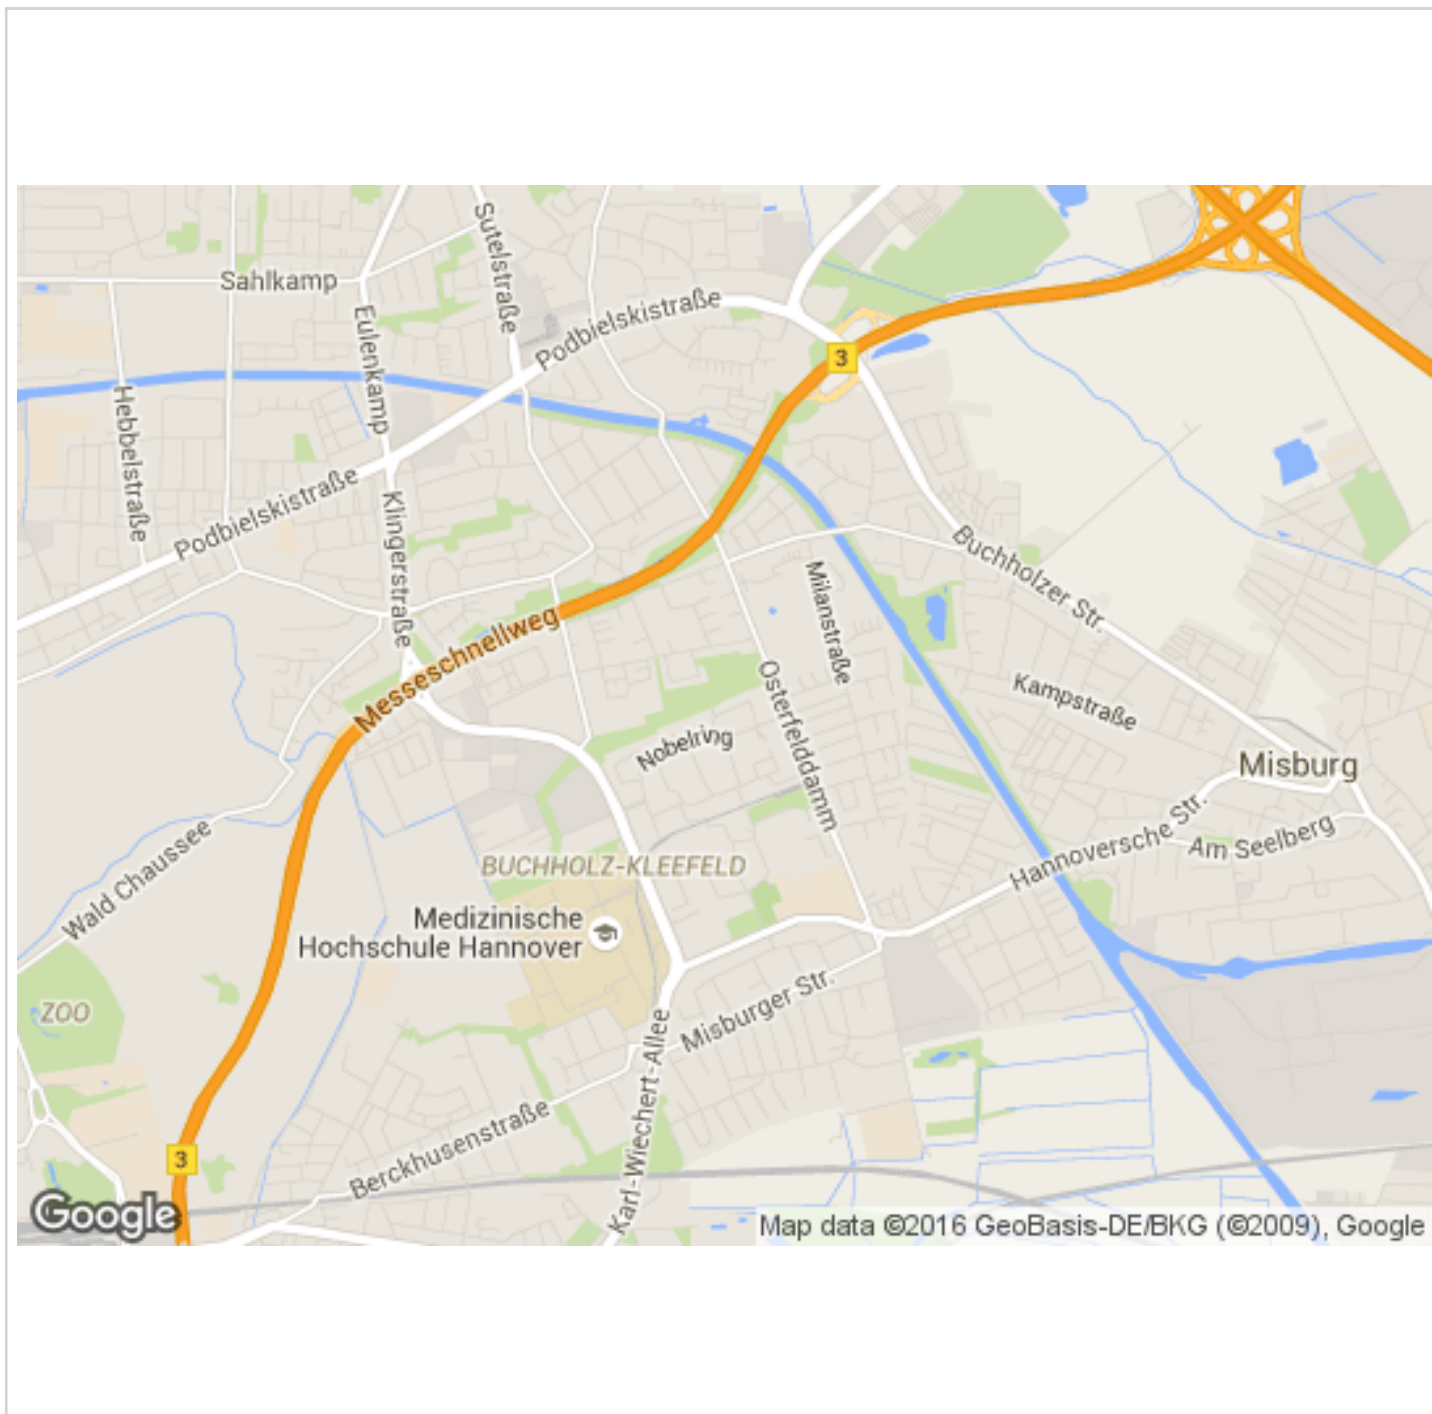 Sutelstraße
Sahlkamp
Podbielskistraße
Eulenkamp
3
Hebbelstraße
Podbielskistraße
Klingerstraße
Buchholzer Str.
Milanstraße
Messeschnellweg
Osterfelddamm
Kampstraße
Nobelring
Misburg
Hannoversche Str.
Am Seelberg
Wald Chaussee
BUCHHOLZ-KLEEFELD
Medizinische
Hochschule Hannover
ZOO
Misburger Str.
Karl-Wiechert-Allee
Berckhusenstraße
3
Google
Map data ©2016 GeoBasis-DE/BKG (©2009), Google